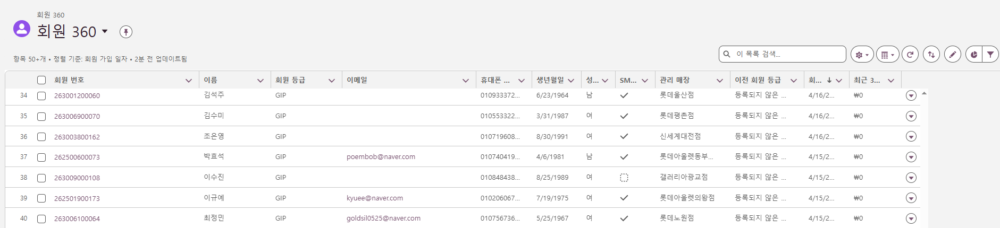 회원 360
회원 360
항목 50+개 • 정렬 기준: 회원 가입 일자 • 2분 전 업데이트됨
이 목록 검색...
회원 번호 이름 회원 등급 이메일 휴대폰 ... 생년월일 성... SM... 관리 매장 이전 회원 등급 회... 최근 3...
34 263001200060 김석주 GIP 010933372... 6/23/1964 남 롯데울산점 등록되지 않은 ... 4/16/2... ₩0
35 263006900070 김수미 GIP 010553322... 3/31/1987 여 롯데평촌점 등록되지 않은 ... 4/16/2... ₩0
36 263003800162 조은영 GIP 010719608... 8/30/1991 여 신세계대전점 등록되지 않은 ... 4/16/2... ₩0
37 262500600073 박효석 GIP poembob@naver.com 010740419... 4/6/1981 남 롯데아울렛동부... 등록되지 않은 ... 4/15/2... ₩0
38 263009000108 이수진 GIP 010848438... 8/25/1989 여 갤러리아광교점 등록되지 않은 ... 4/15/2... ₩0
39 262501900173 이규예 GIP kyuee@naver.com 010206067... 7/19/1975 여 롯데아울렛의왕점 등록되지 않은 ... 4/15/2... ₩0
40 263006100064 최정민 GIP goldsil0525@naver.com 010756736... 5/25/1967 여 롯데노원점 등록되지 않은 ... 4/15/2... ₩0